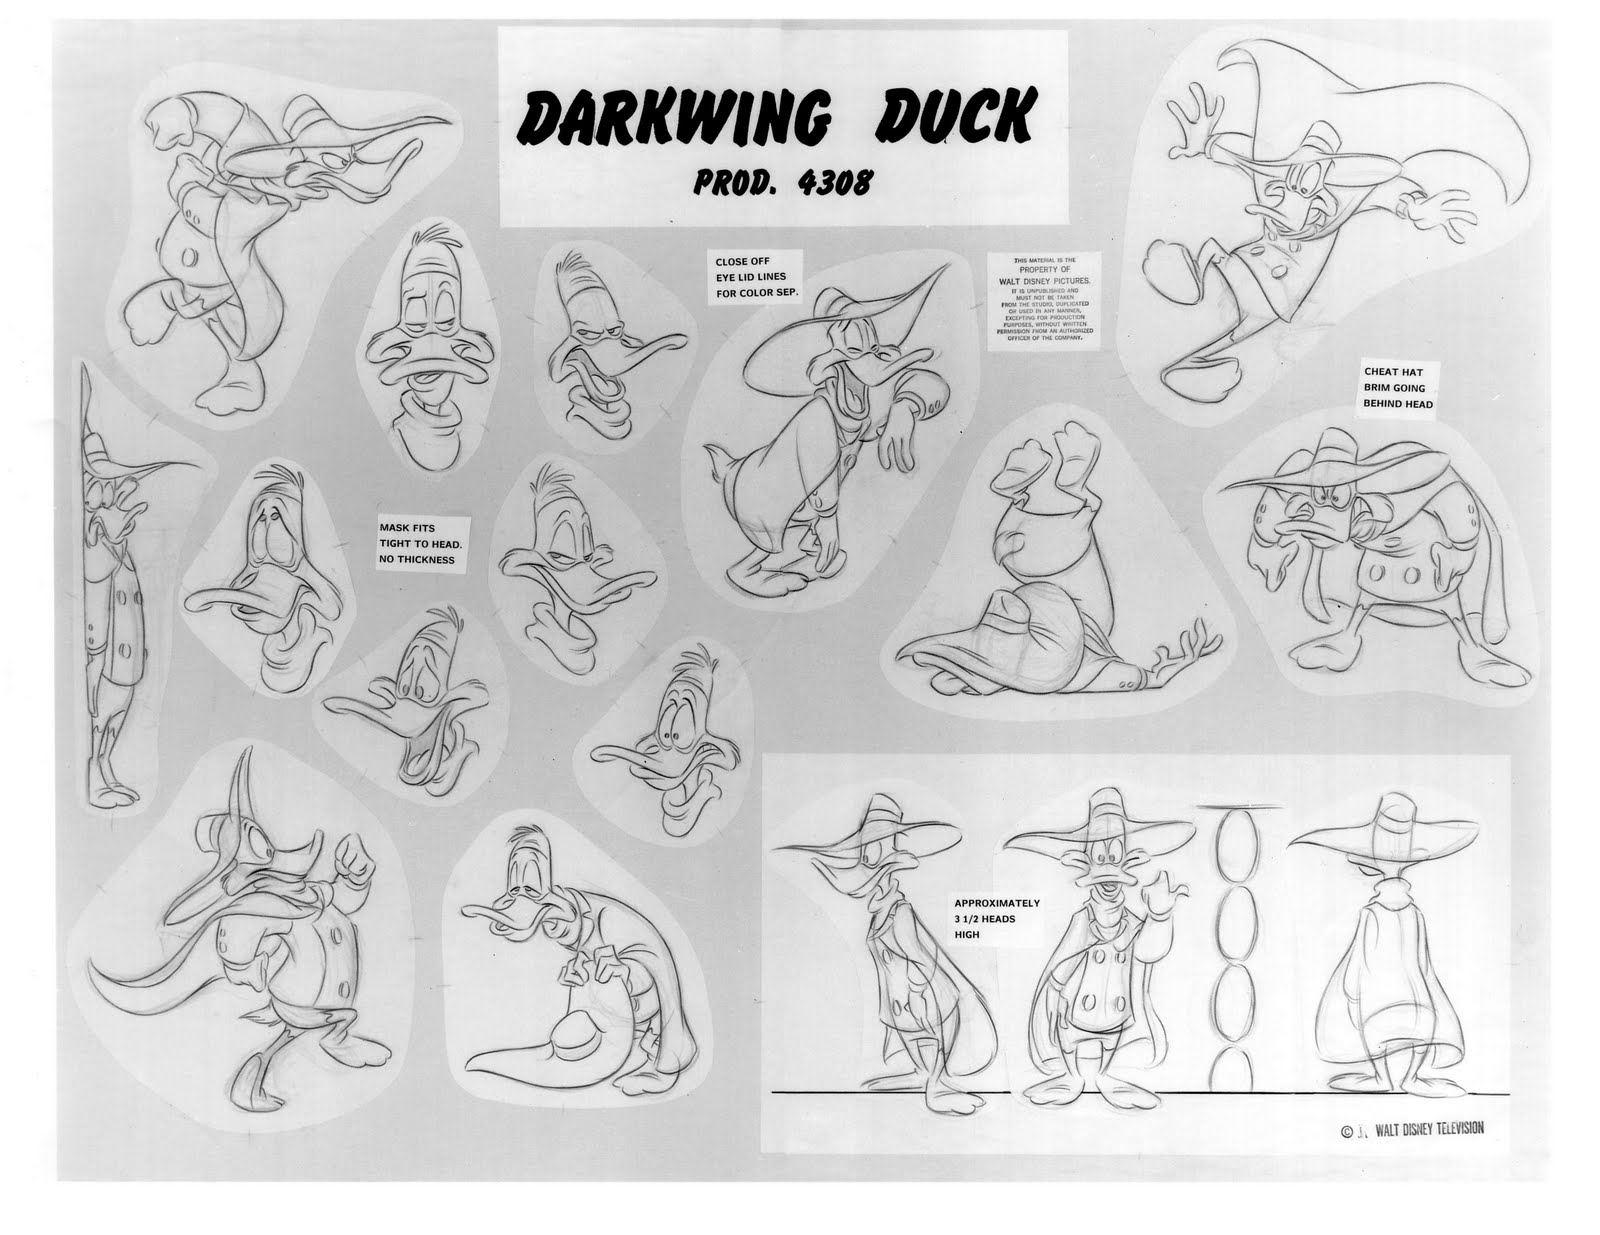 DARKWING DUCK
PROD. 4308
CLOSE OFF
EYE LID LINES
FOR COLOR SEP.
THIS MATERIAL IS THE
PROPERTY OF
WALT DISNEY PICTURES.
IT IS UNPUBLISHED AND
MUST NOT BE TAKEN
FROM THE STUDIO, DUPLICATED
OR USED IN ANY MANNER,
EXCEPTING FOR PRODUCTION
PURPOSES, WITHOUT WRITTEN
PERMISSION FROM AN AUTHORIZED
OFFICER OF THE COMPANY.
CHEAT HAT
BRIM GOING
BEHIND HEAD
MASK FITS
TIGHT TO HEAD.
NO THICKNESS
APPROXIMATELY
3 1/2 HEADS
HIGH
© WALT DISNEY TELEVISION